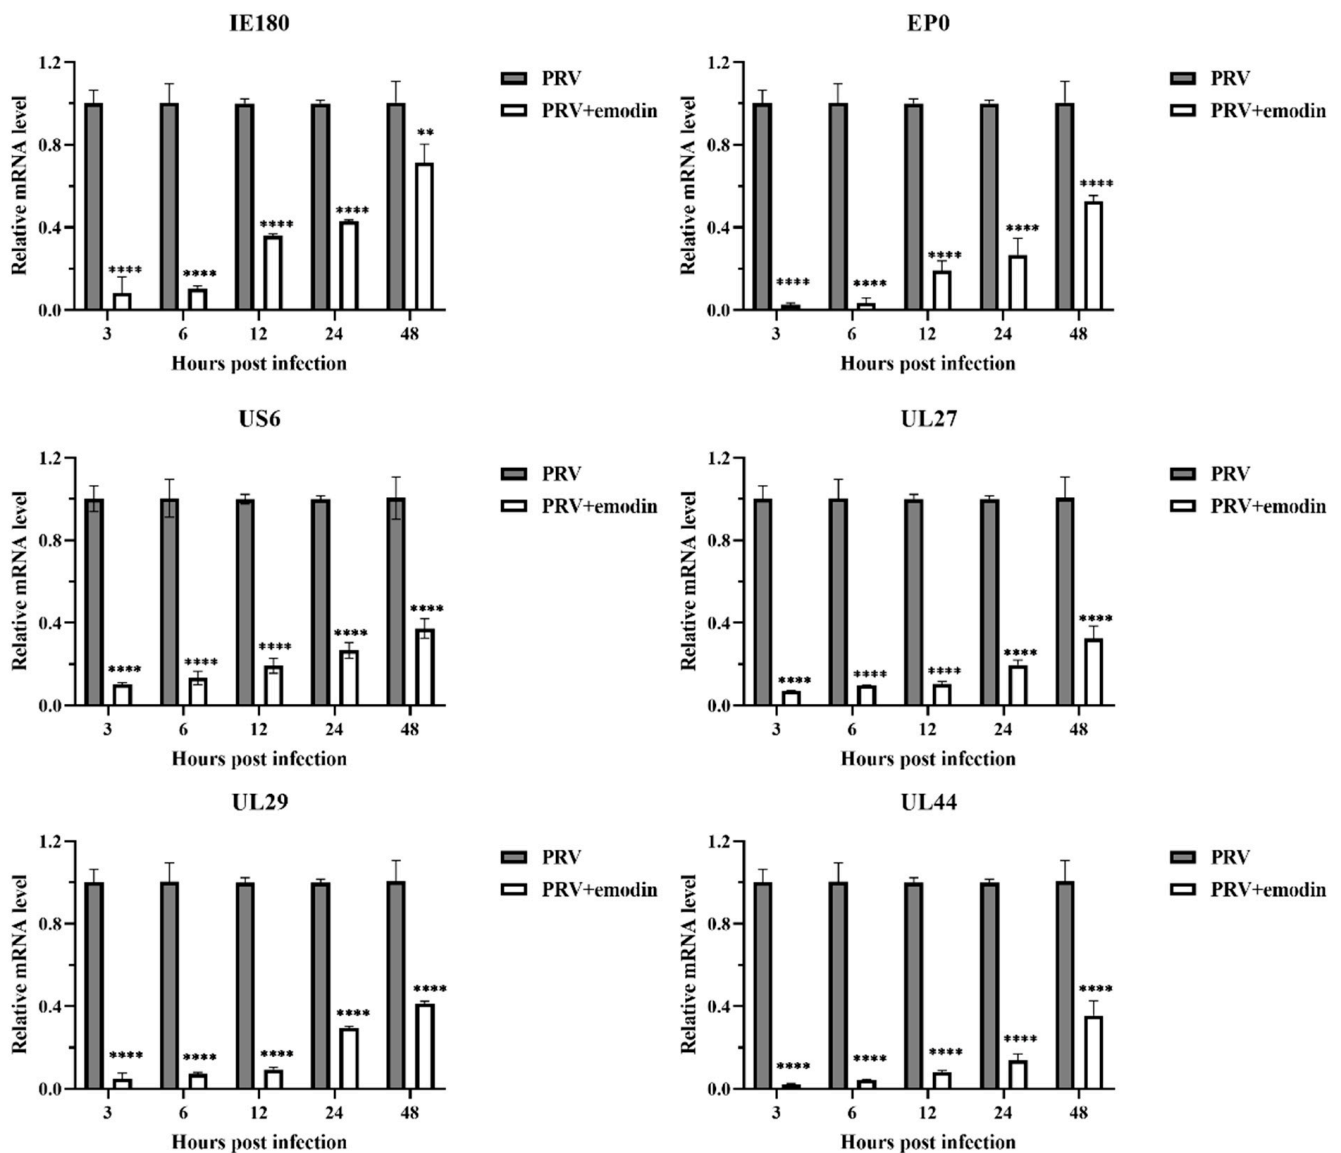 IE180
Relative mRNA level
1.2
0.8
0.4
0.0
**** **** **** **** **
3 6 12 24 48
Hours post infection
PRV
PRV+emodin
EP0
Relative mRNA level
1.2
0.8
0.4
0.0
**** **** **** **** ****
3 6 12 24 48
Hours post infection
PRV
PRV+emodin
US6
Relative mRNA level
1.2
0.8
0.4
0.0
**** **** **** **** ****
3 6 12 24 48
Hours post infection
PRV
PRV+emodin
UL27
Relative mRNA level
1.2
0.8
0.4
0.0
**** **** **** **** ****
3 6 12 24 48
Hours post infection
PRV
PRV+emodin
UL29
Relative mRNA level
1.2
0.8
0.4
0.0
**** **** **** **** ****
3 6 12 24 48
Hours post infection
PRV
PRV+emodin
UL44
Relative mRNA level
1.2
0.8
0.4
0.0
**** **** **** **** ****
3 6 12 24 48
Hours post infection
PRV
PRV+emodin